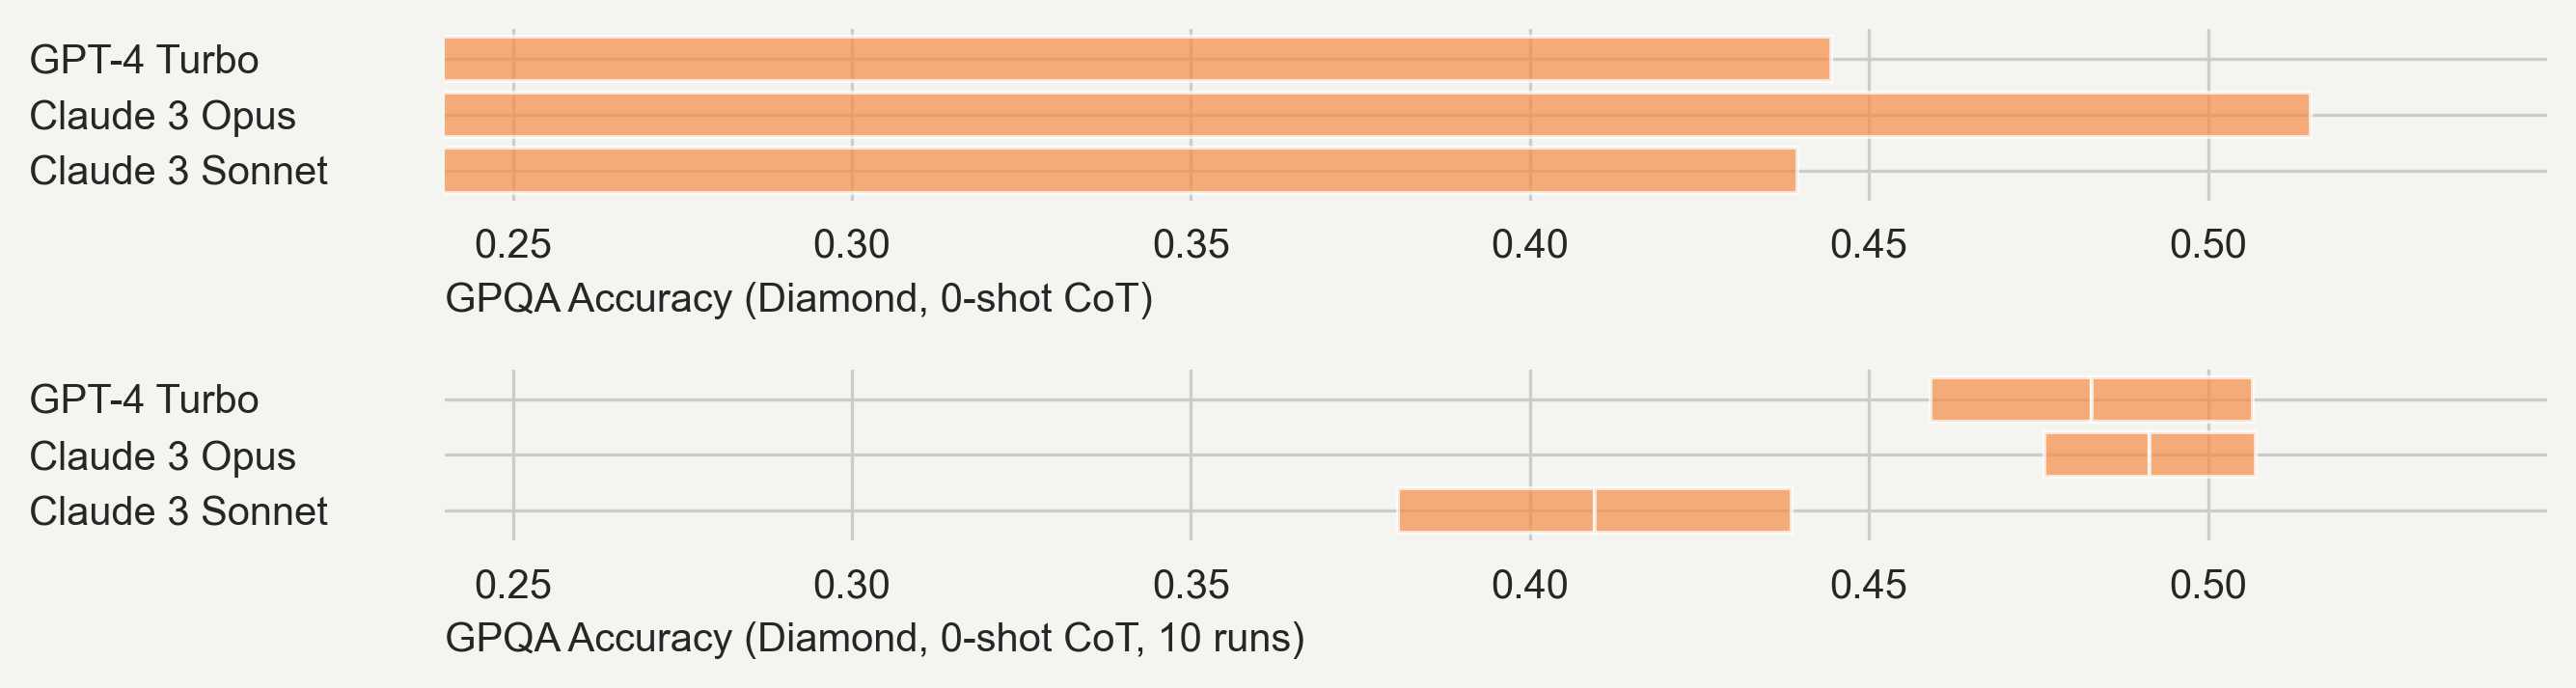 GPT-4 Turbo
Claude 3 Opus
Claude 3 Sonnet
0.25 0.30 0.35 0.40 0.45 0.50
GPQA Accuracy (Diamond, 0-shot CoT)
GPT-4 Turbo
Claude 3 Opus
Claude 3 Sonnet
0.25 0.30 0.35 0.40 0.45 0.50
GPQA Accuracy (Diamond, 0-shot CoT, 10 runs)